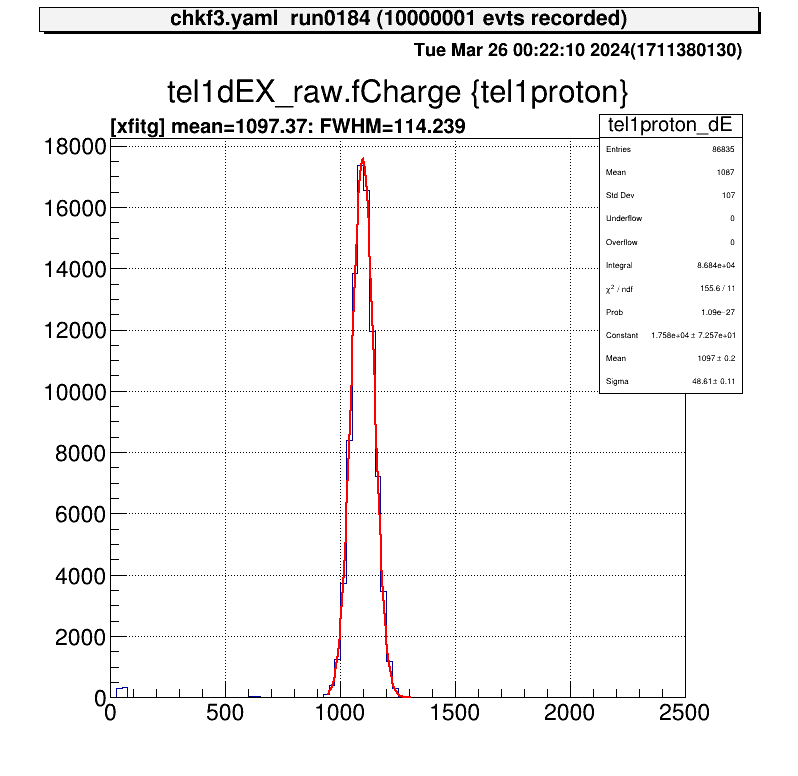 chkf3.yaml  run0184 (10000001 evts recorded)
Tue Mar 26 00:22:10 2024(1711380130)
tel1dEX_raw.fCharge {tel1proton}
[xfitg] mean=1097.37: FWHM=114.239
tel1proton_dE
Entries 86835
Mean 1087
Std Dev 107
Underflow 0
Overflow 0
Integral 8.684e+04
χ² / ndf 155.6 / 11
Prob 1.09e−27
Constant 1.758e+04 ± 7.257e+01
Mean 1097 ± 0.2
Sigma 48.61 ± 0.11
18000
16000
14000
12000
10000
8000
6000
4000
2000
0
0 500 1000 1500 2000 2500